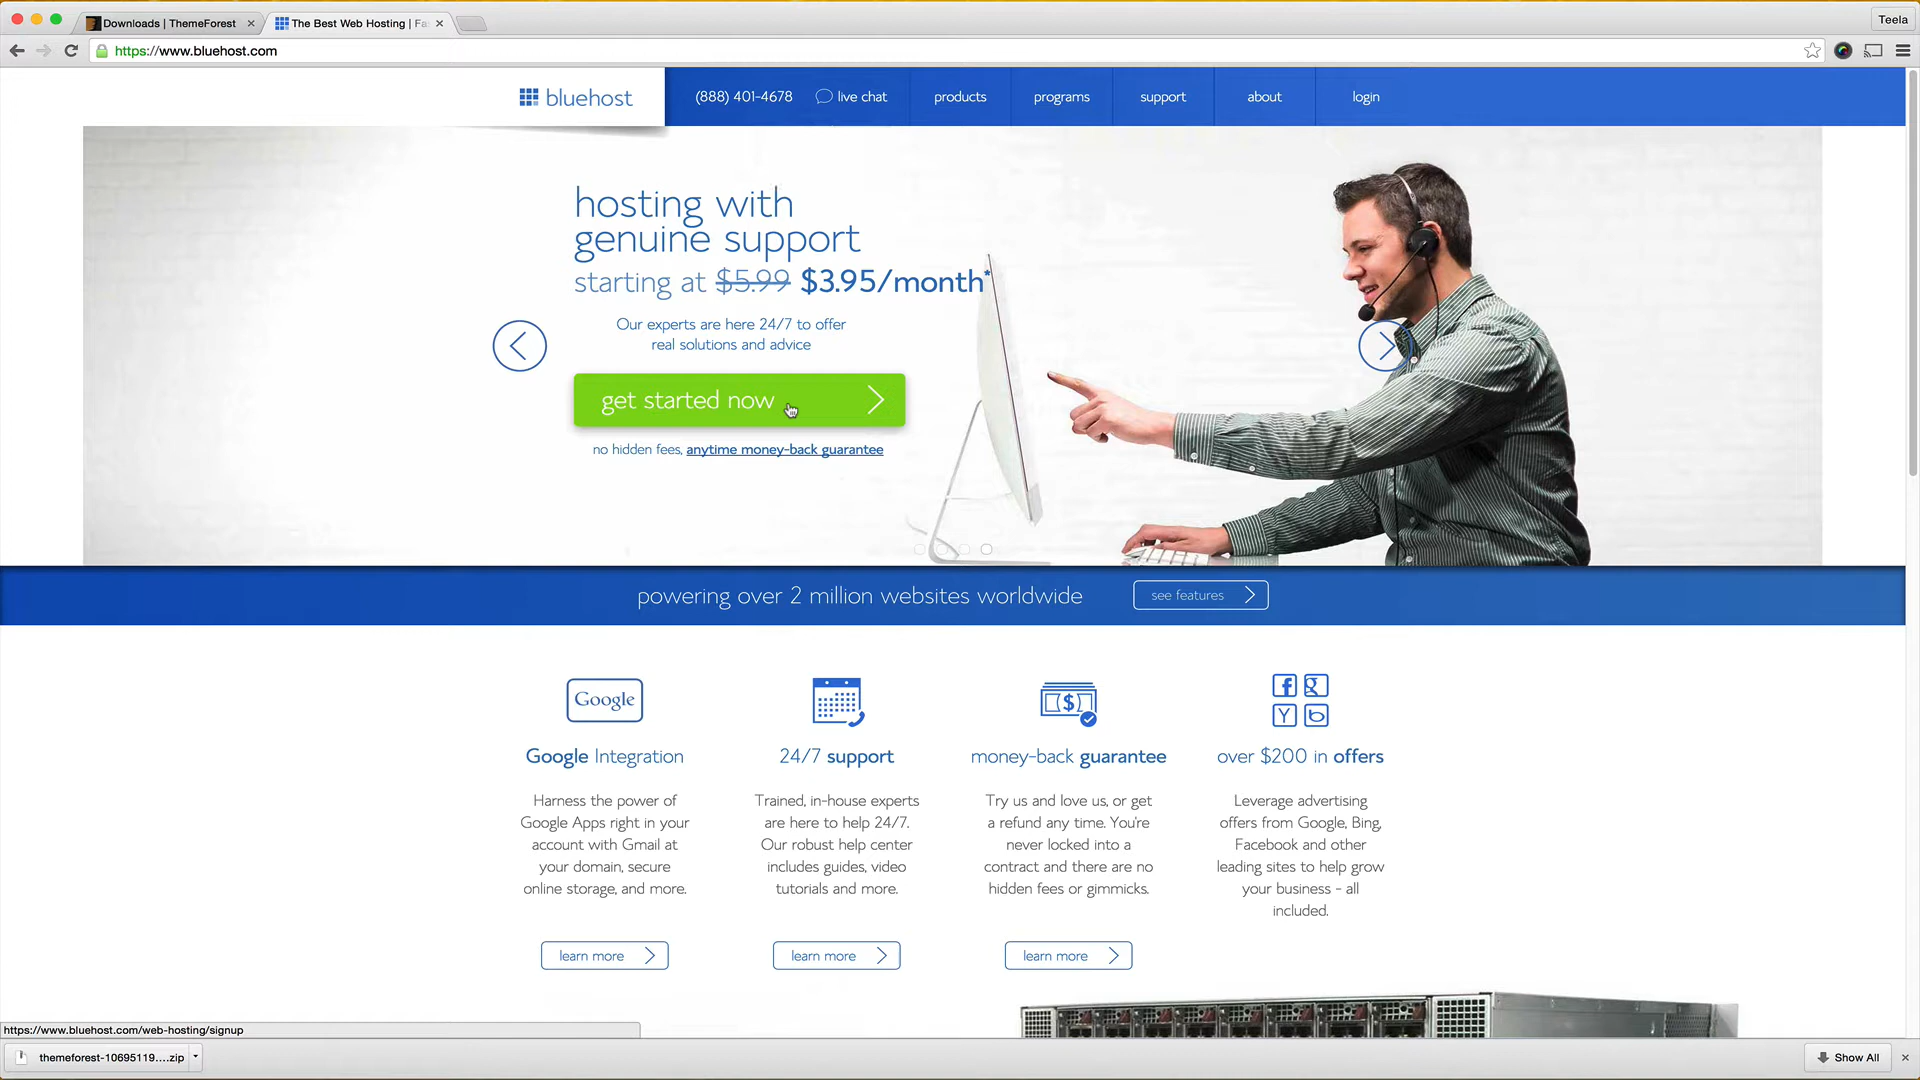 Downloads | ThemeForest
The Best Web Hosting | Fa
Teela
https://www.bluehost.com
bluehost
(888) 401-4678
live chat
products
programs
support
about
login
hosting with
genuine support
starting at $5.99 $3.95/month*
Our experts are here 24/7 to offer
real solutions and advice
get started now
no hidden fees, anytime money-back guarantee
powering over 2 million websites worldwide
see features
Google
Google Integration
Harness the power of
Google Apps right in your
account with Gmail at
your domain, secure
online storage, and more.
learn more
24/7 support
Trained, in-house experts
are here to help 24/7.
Our robust help center
includes guides, video
tutorials and more.
learn more
money-back guarantee
Try us and love us, or get
a refund any time. You're
never locked into a
contract and there are no
hidden fees or gimmicks.
learn more
over $200 in offers
Leverage advertising
offers from Google, Bing,
Facebook and other
leading sites to help grow
your business - all
included.
https://www.bluehost.com/web-hosting/signup
themeforest-10695119....zip
Show All